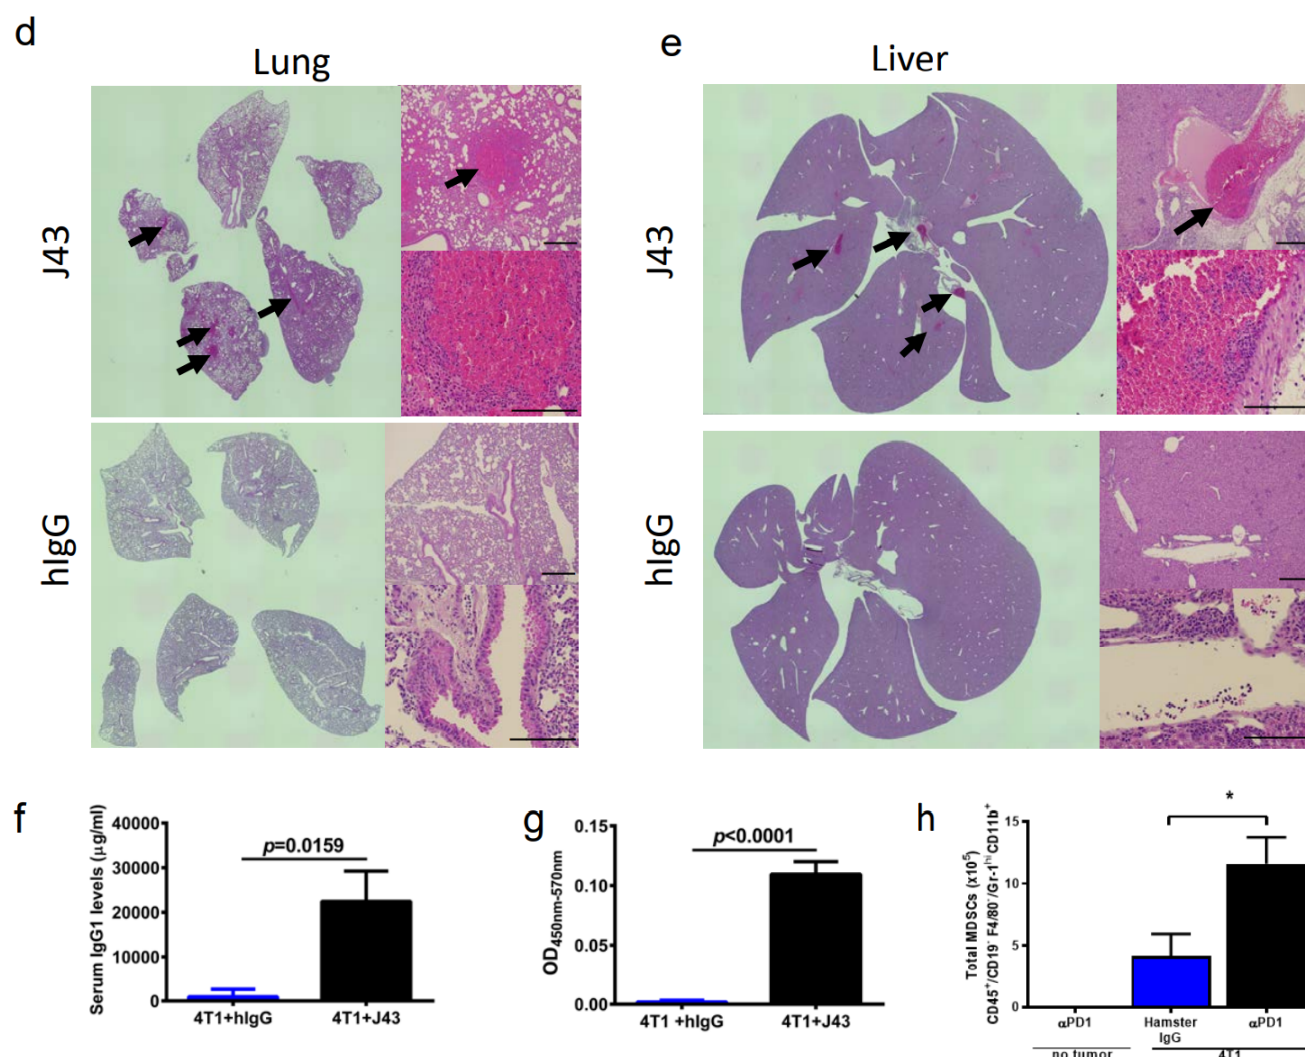 d
Lung
J43
hIgG
e
Liver
J43
hIgG
f
Serum IgG1 levels (μg/ml)
40000
30000
20000
10000
0
p=0.0159
4T1+hIgG
4T1+J43
g
OD450nm-570nm
0.15
0.10
0.05
0.00
p<0.0001
4T1 +hIgG
4T1+J43
h
Total MDSCs (x10⁵)
CD45⁺/CD19⁻ F4/80⁻/Gr-1ʰⁱ CD11b⁺
15
10
5
0
*
αPD1
Hamster
IgG
αPD1
no tumor
4T1